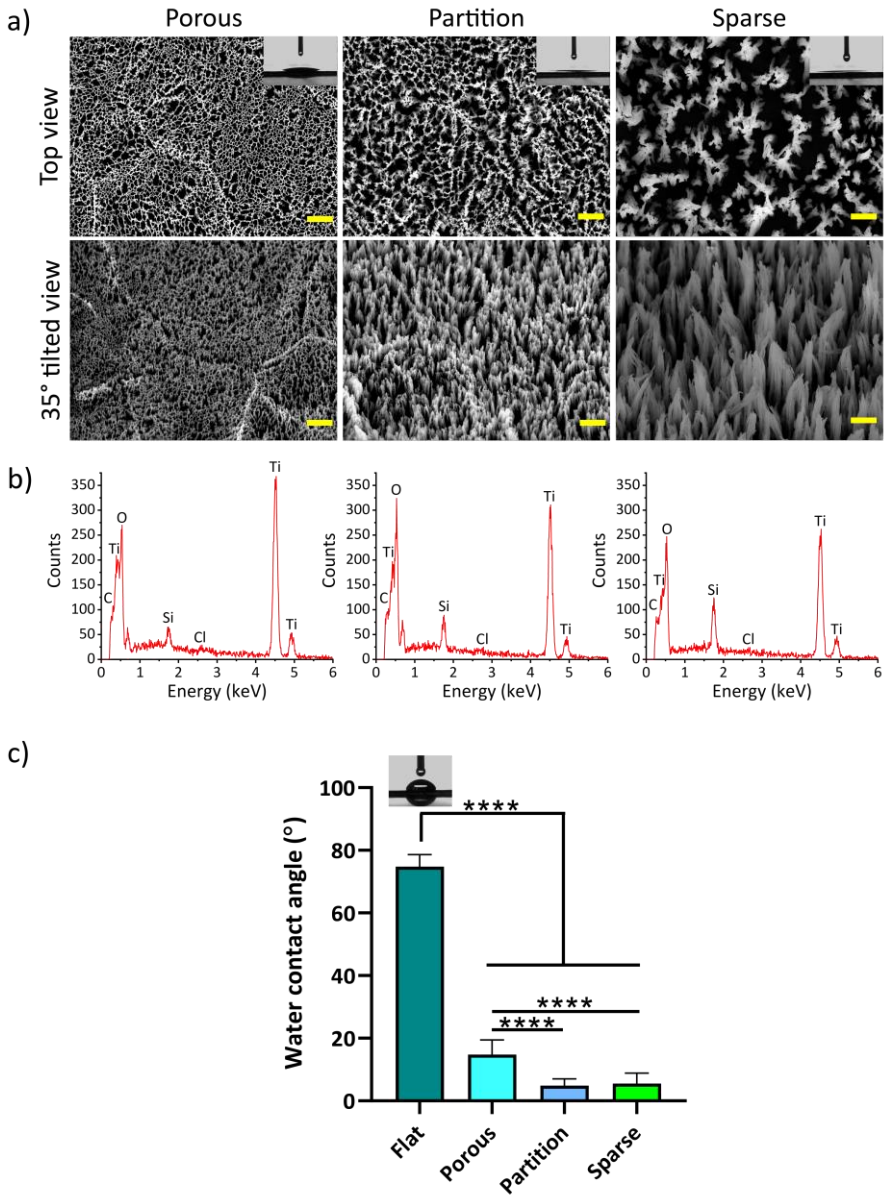 a)
Porous
Partition
Sparse
Top view
35° tilted view
b)
350
300
250
200
150
100
50
0
Counts
C
Ti
O
Si
Cl
Ti
Ti
0
1
2
3
4
5
6
Energy (keV)
350
300
250
200
150
100
50
0
Counts
C
Ti
O
Si
Cl
Ti
Ti
0
1
2
3
4
5
6
Energy (keV)
350
300
250
200
150
100
50
0
Counts
C
Ti
O
Si
Cl
Ti
Ti
0
1
2
3
4
5
6
Energy (keV)
c)
100
80
60
40
20
0
Water contact angle (°)
****
****
****
Flat
Porous
Partition
Sparse